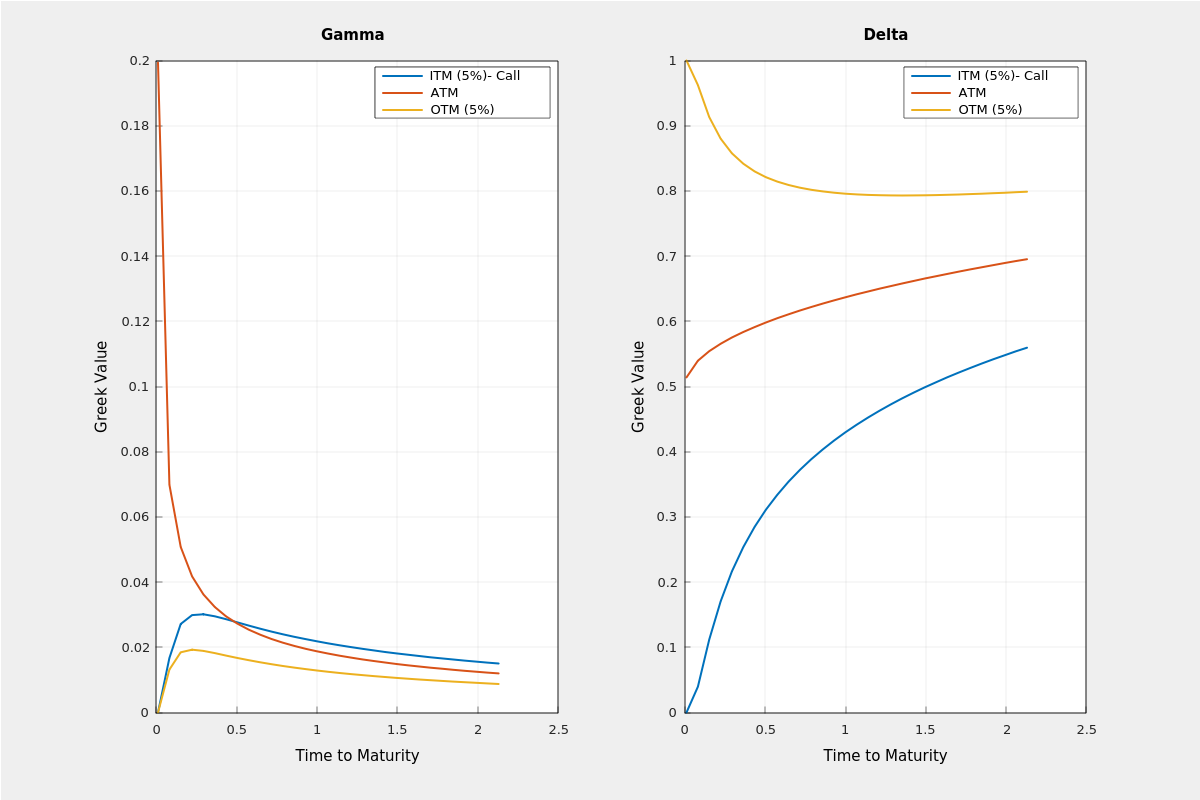 Gamma
0.2
0.18
0.16
0.14
0.12
0.1
0.08
0.06
0.04
0.02
0
Greek Value
ITM (5%)- Call
ATM
OTM (5%)
0 0.5 1 1.5 2 2.5
Time to Maturity
Delta
1
0.9
0.8
0.7
0.6
0.5
0.4
0.3
0.2
0.1
0
Greek Value
ITM (5%)- Call
ATM
OTM (5%)
0 0.5 1 1.5 2 2.5
Time to Maturity